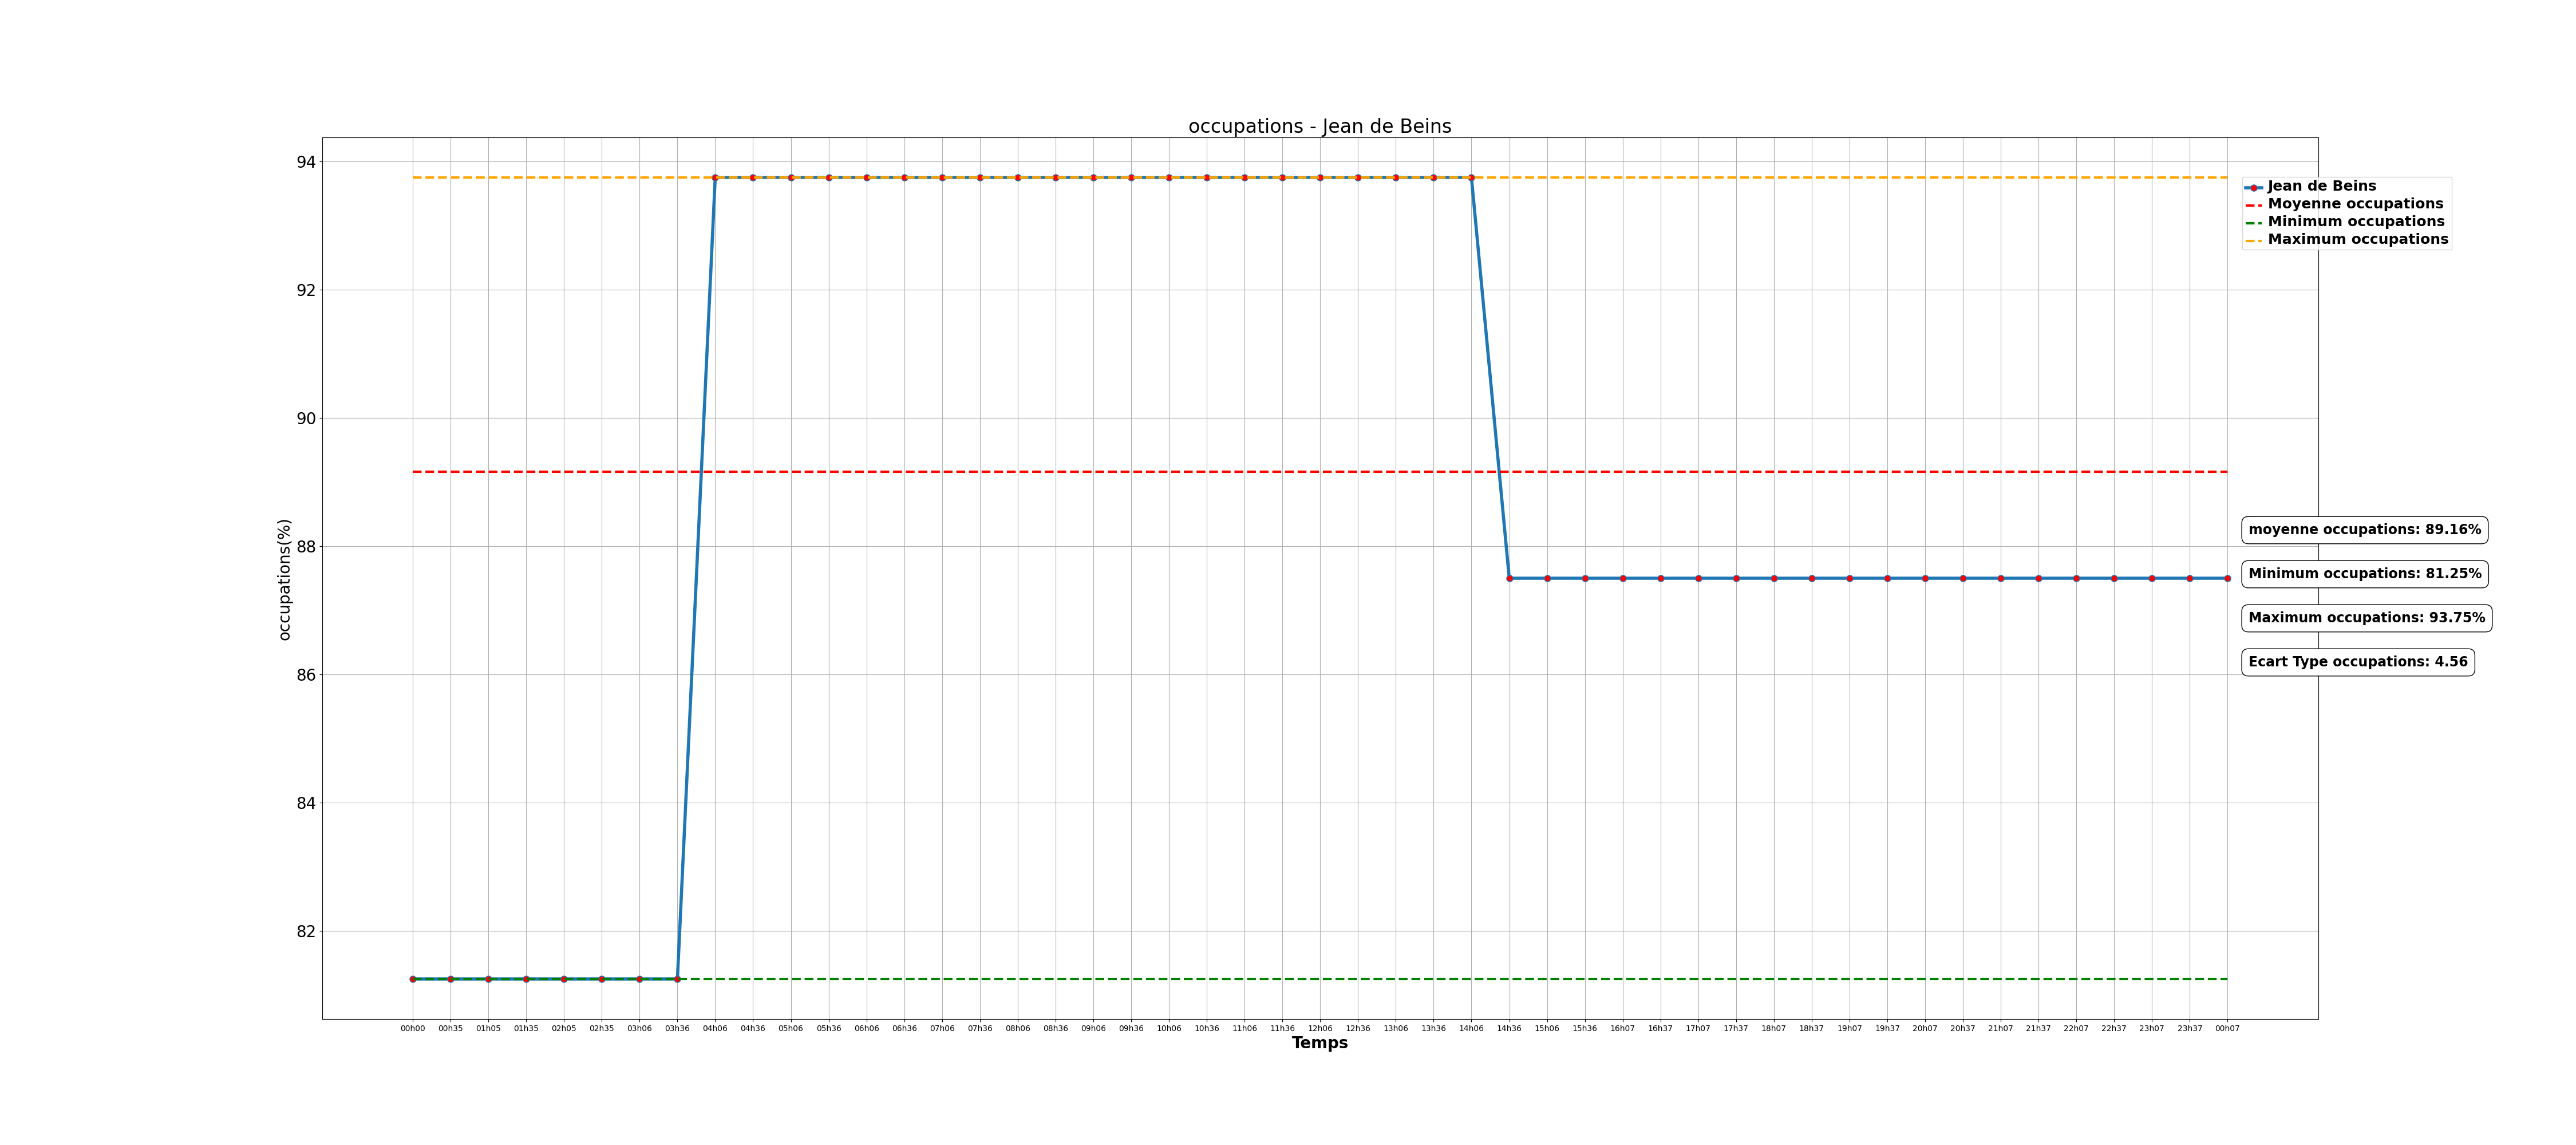 occupations - Jean de Beins
94
92
90
88
86
84
82
occupations(%)
Jean de Beins
Moyenne occupations
Minimum occupations
Maximum occupations
moyenne occupations: 89.16%
Minimum occupations: 81.25%
Maximum occupations: 93.75%
Ecart Type occupations: 4.56
00h00 00h35 01h05 01h35 02h05 02h35 03h06 03h36 04h06 04h36 05h06 05h36 06h06 06h36 07h06 07h36 08h06 08h36 09h06 09h36 10h06 10h36 11h06 11h36 12h06 12h36 13h06 13h36 14h06 14h36 15h06 15h36 16h07 16h37 17h07 17h37 18h07 18h37 19h07 19h37 20h07 20h37 21h07 21h37 22h07 22h37 23h07 23h37 00h07
Temps